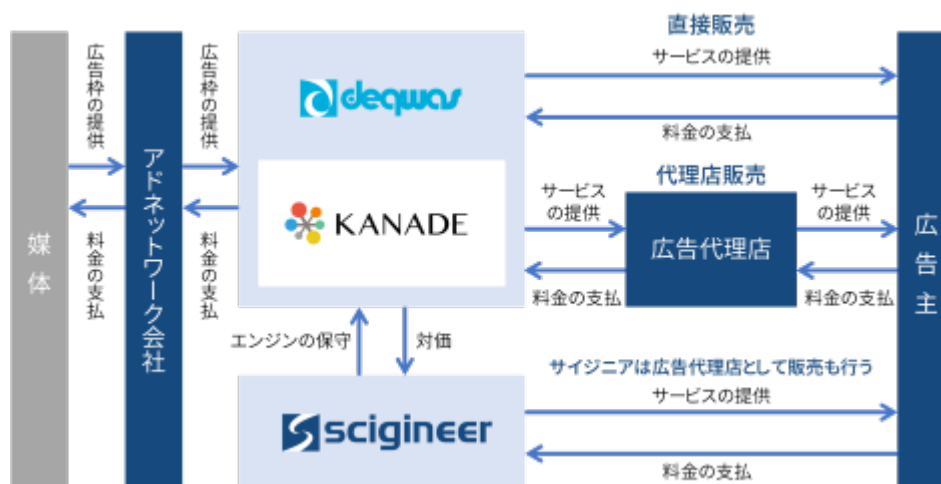 媒体
広告枠の提供
料金の支払
アドネットワーク会社
広告枠の提供
料金の支払
deqwas
KANADE
エンジンの保守
対価
scigineer
直接販売
サービスの提供
料金の支払
代理店販売
サービス
の提供
料金の支払
広告代理店
サービス
の提供
料金の支払
サイジニアは広告代理店として販売も行う
サービスの提供
料金の支払
広告主